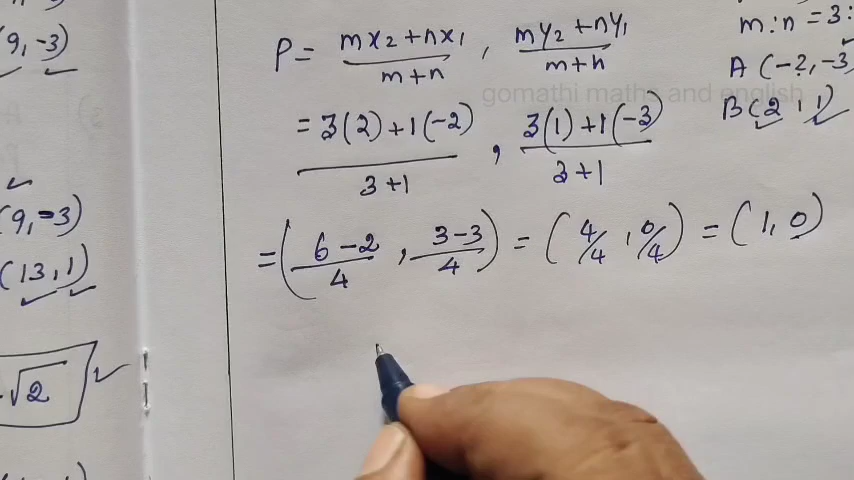 9, -3)
(9, -3)
(13, 1)
√2
P = mx₂ + nx₁ / m+n , my₂ + ny₁ / m+n
= 3(2) + 1(-2) / 3+1 , 3(1) + 1(-3) / 3+1
= ( 6-2 / 4 , 3-3 / 4 ) = ( 4/4 , 0/4 ) = (1, 0)
m : n = 3 :
A (-2, -3
B (2, 1)
gomathi maths and english